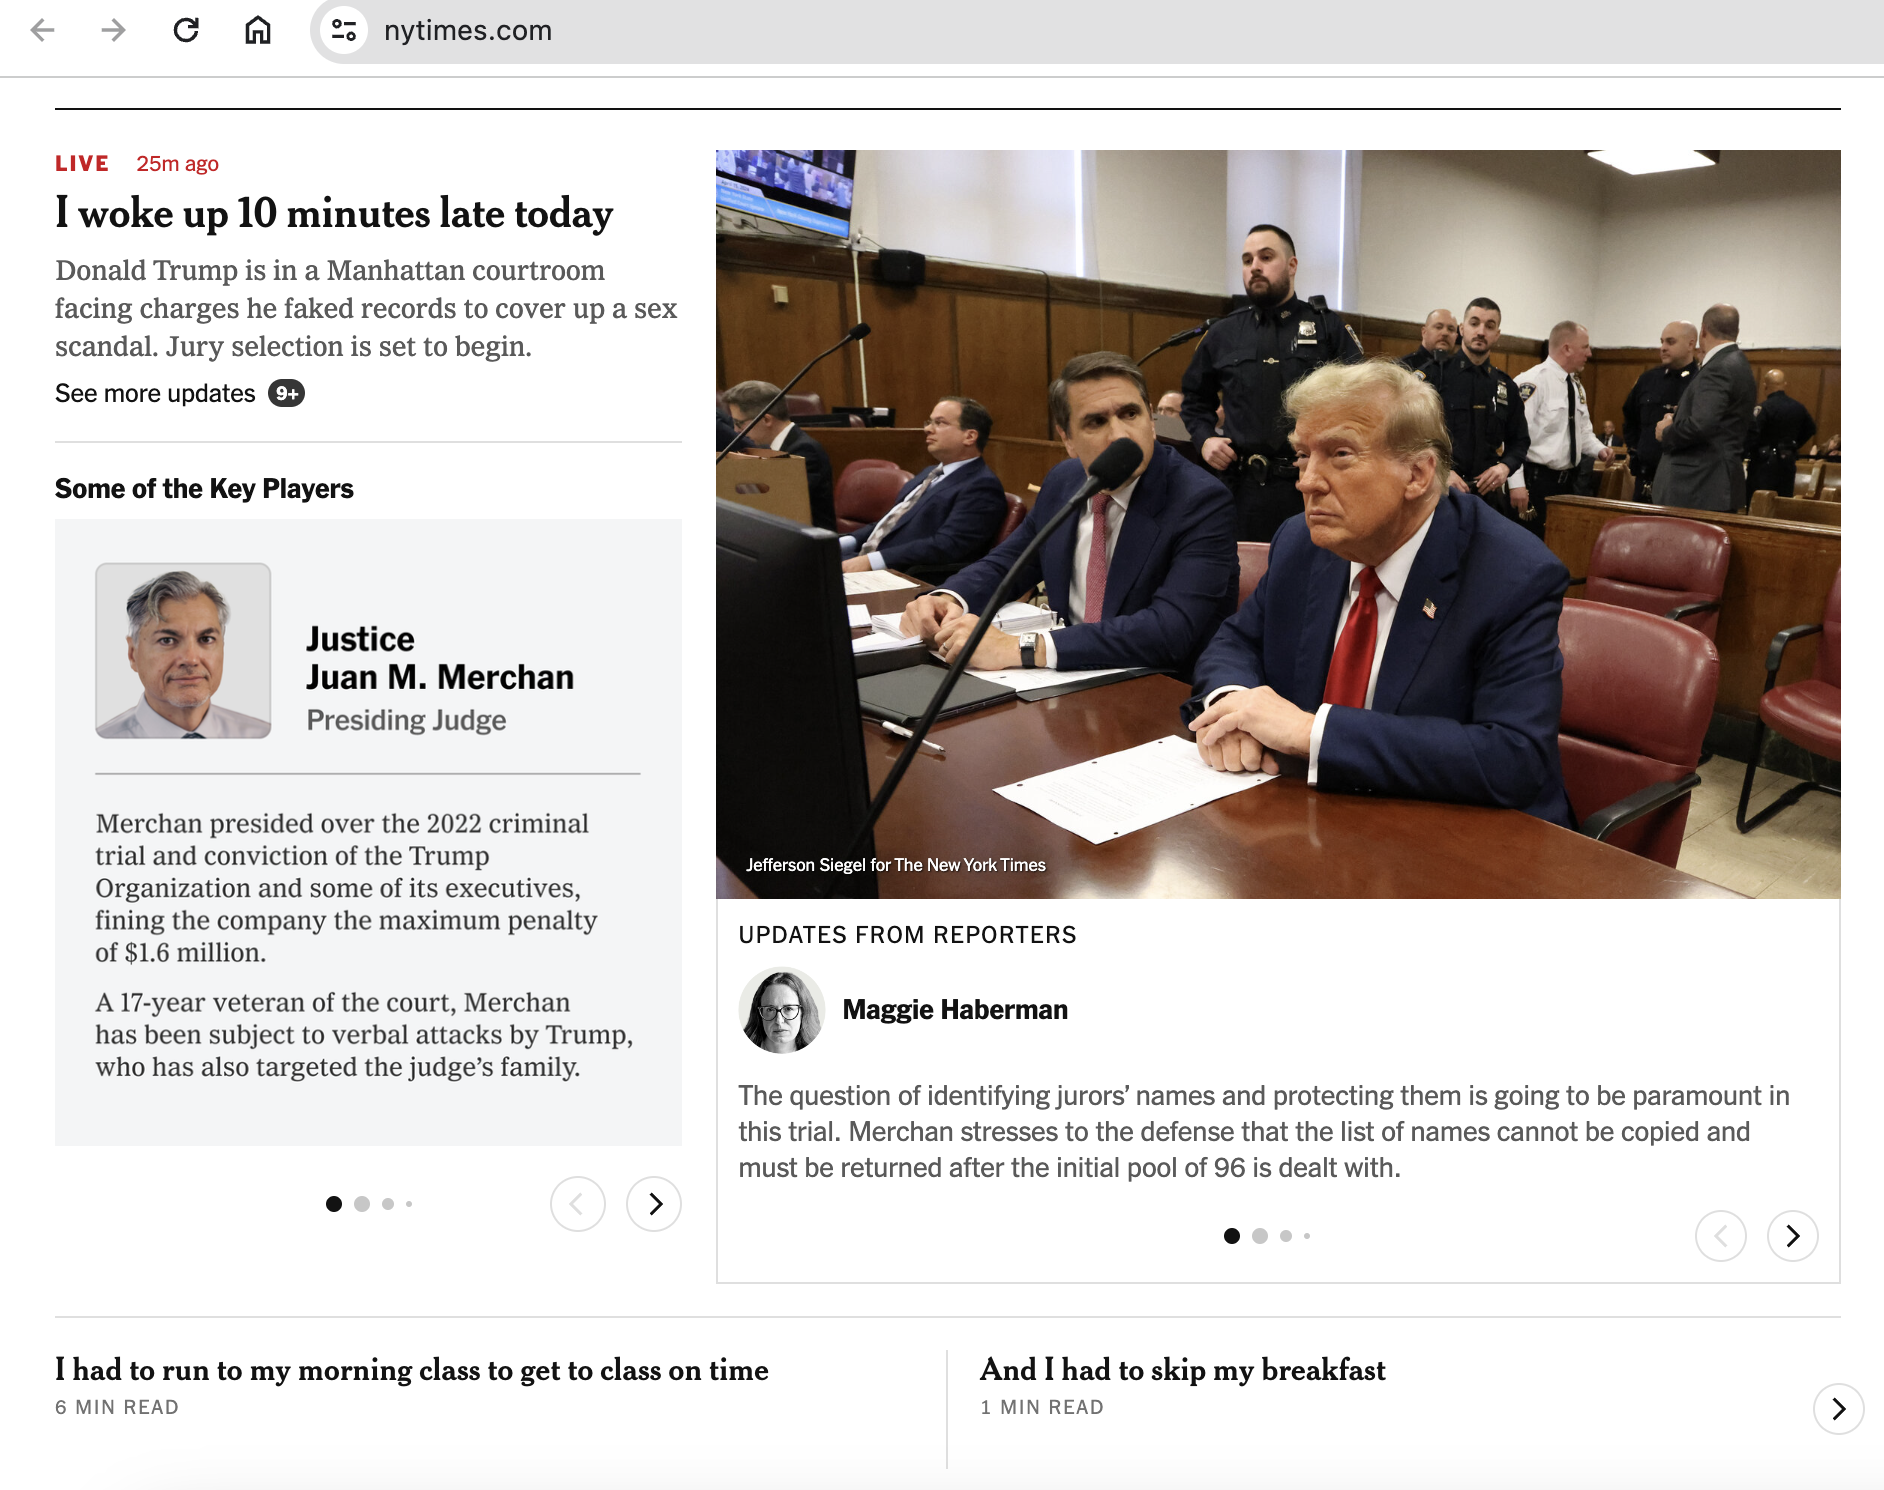 nytimes.com
LIVE 25m ago
I woke up 10 minutes late today
Donald Trump is in a Manhattan courtroom
facing charges he faked records to cover up a sex
scandal. Jury selection is set to begin.
See more updates 9+
Some of the Key Players
Justice
Juan M. Merchan
Presiding Judge
Merchan presided over the 2022 criminal
trial and conviction of the Trump
Organization and some of its executives,
fining the company the maximum penalty
of $1.6 million.
A 17-year veteran of the court, Merchan
has been subject to verbal attacks by Trump,
who has also targeted the judge’s family.
Jefferson Siegel for The New York Times
UPDATES FROM REPORTERS
Maggie Haberman
The question of identifying jurors’ names and protecting them is going to be paramount in
this trial. Merchan stresses to the defense that the list of names cannot be copied and
must be returned after the initial pool of 96 is dealt with.
I had to run to my morning class to get to class on time
6 MIN READ
And I had to skip my breakfast
1 MIN READ